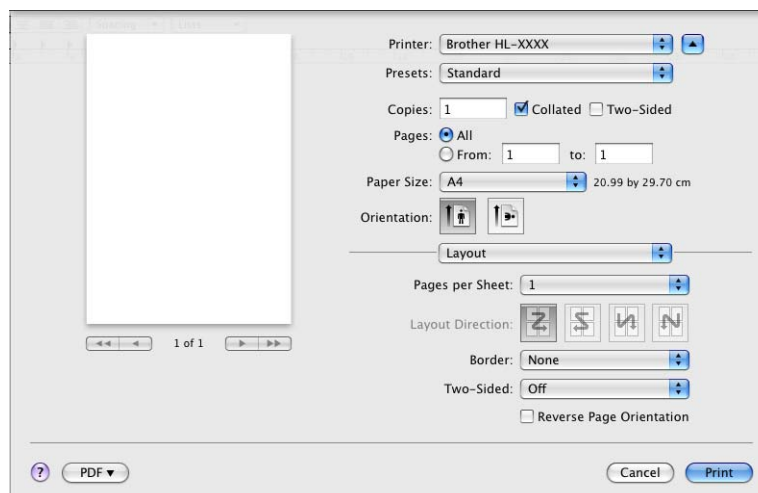 Printer: Brother HL-XXXX
Presets: Standard
Copies: 1 Collated Two-Sided
Pages: All
From: 1 to: 1
Paper Size: A4 20.99 by 29.70 cm
Orientation:
Layout
Pages per Sheet: 1
Layout Direction:
1 of 1
Border: None
Two-Sided: Off
Reverse Page Orientation
? PDF Cancel Print